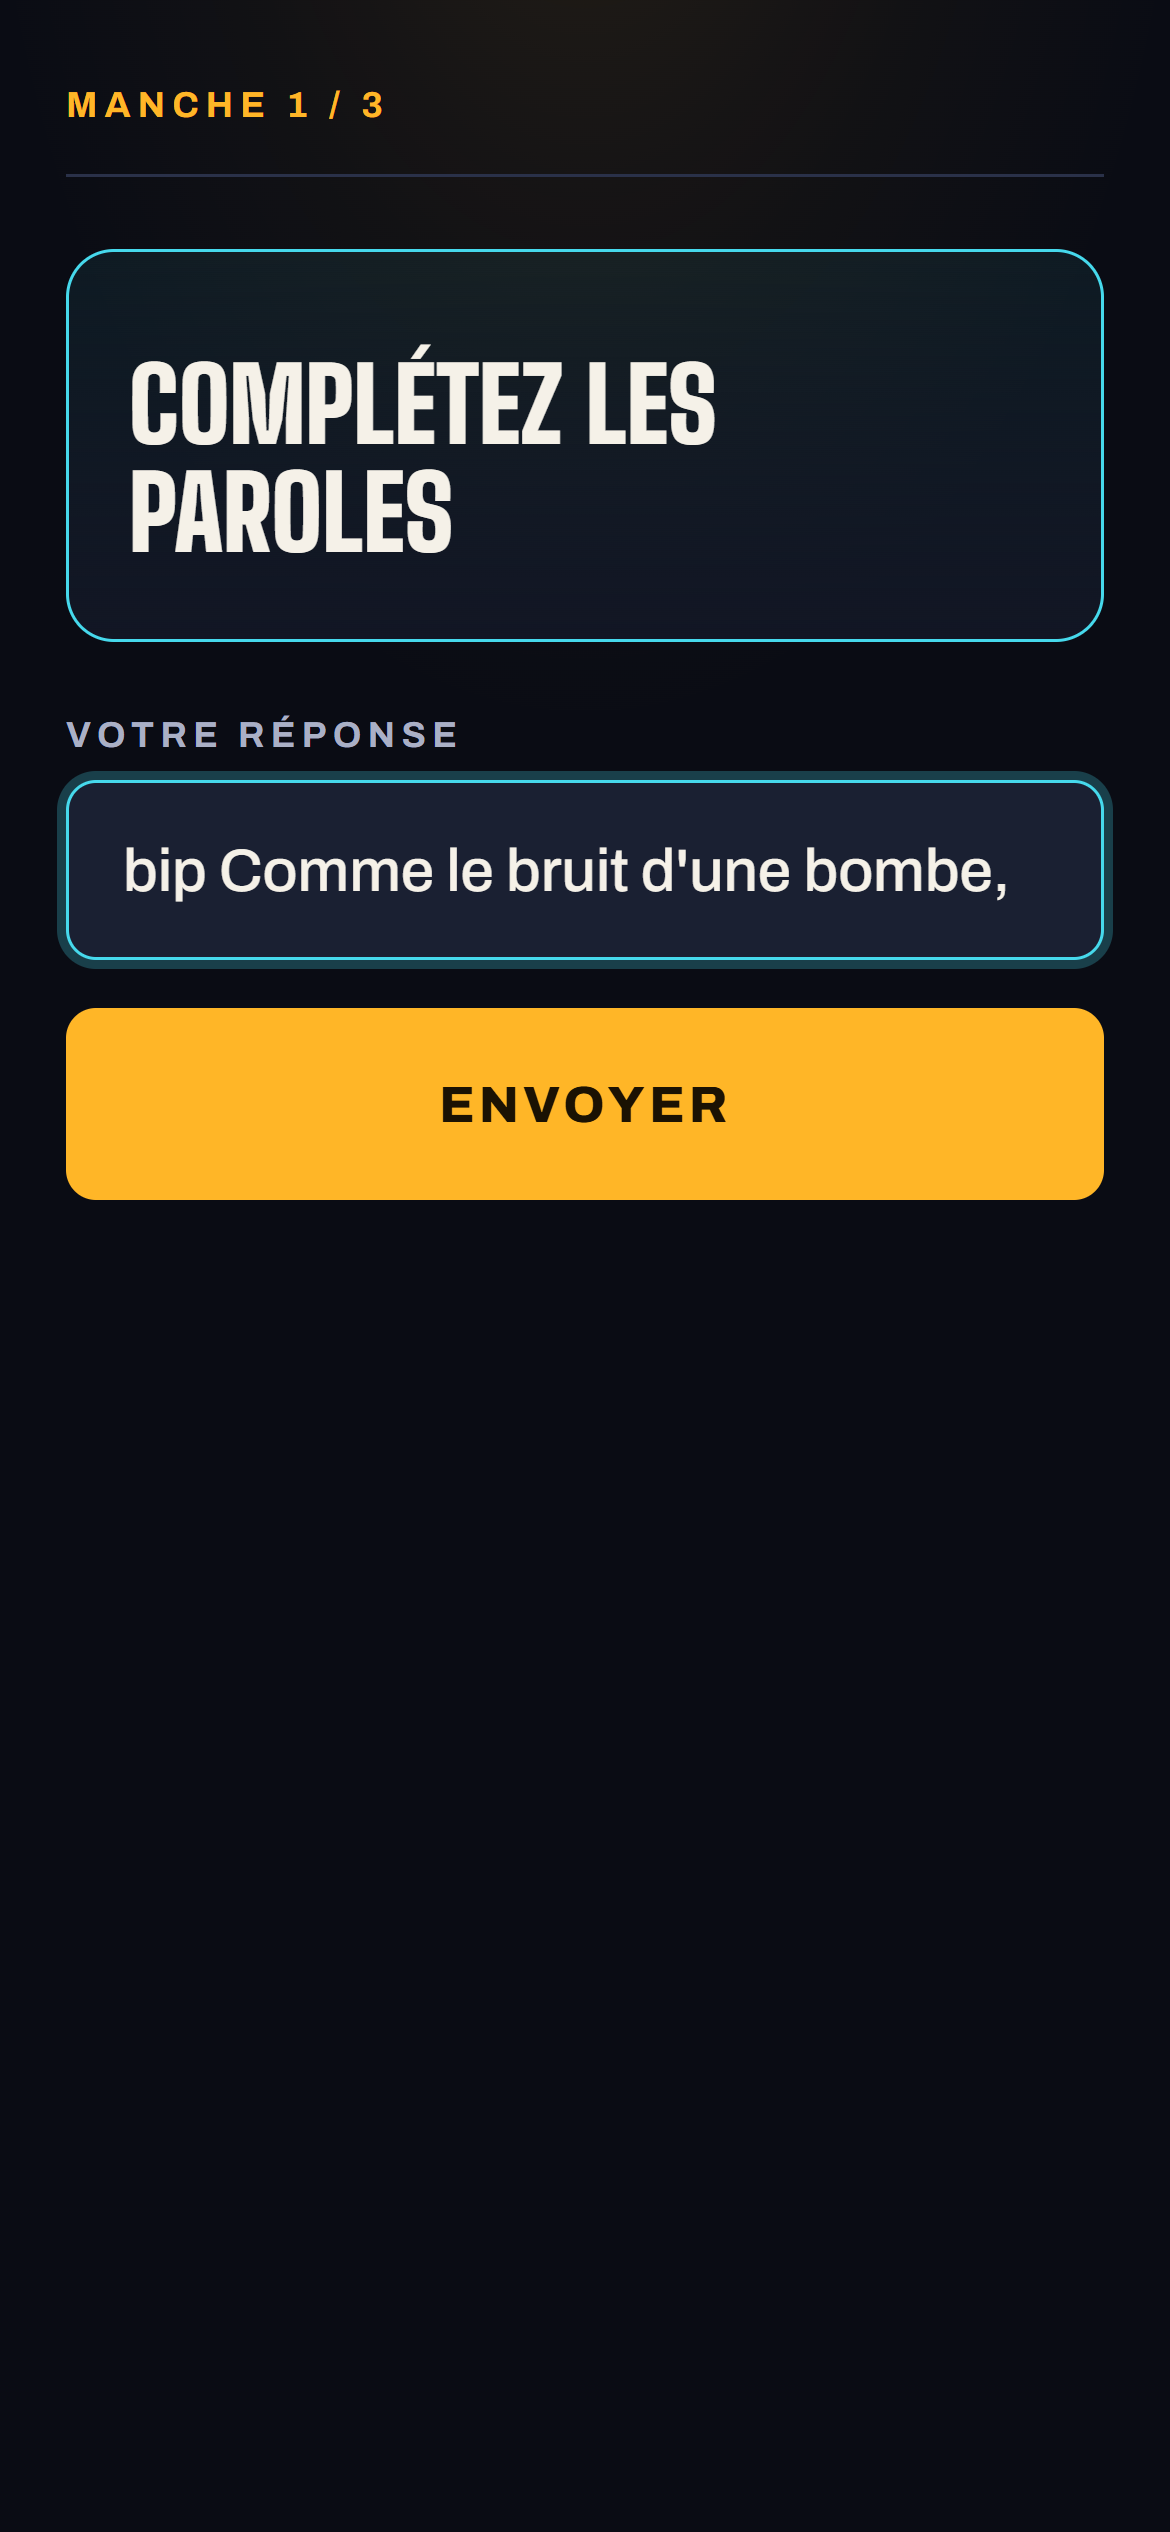 MANCHE 1 / 3
COMPLÉTEZ LES
PAROLES
VOTRE RÉPONSE
bip Comme le bruit d'une bombe,
ENVOYER